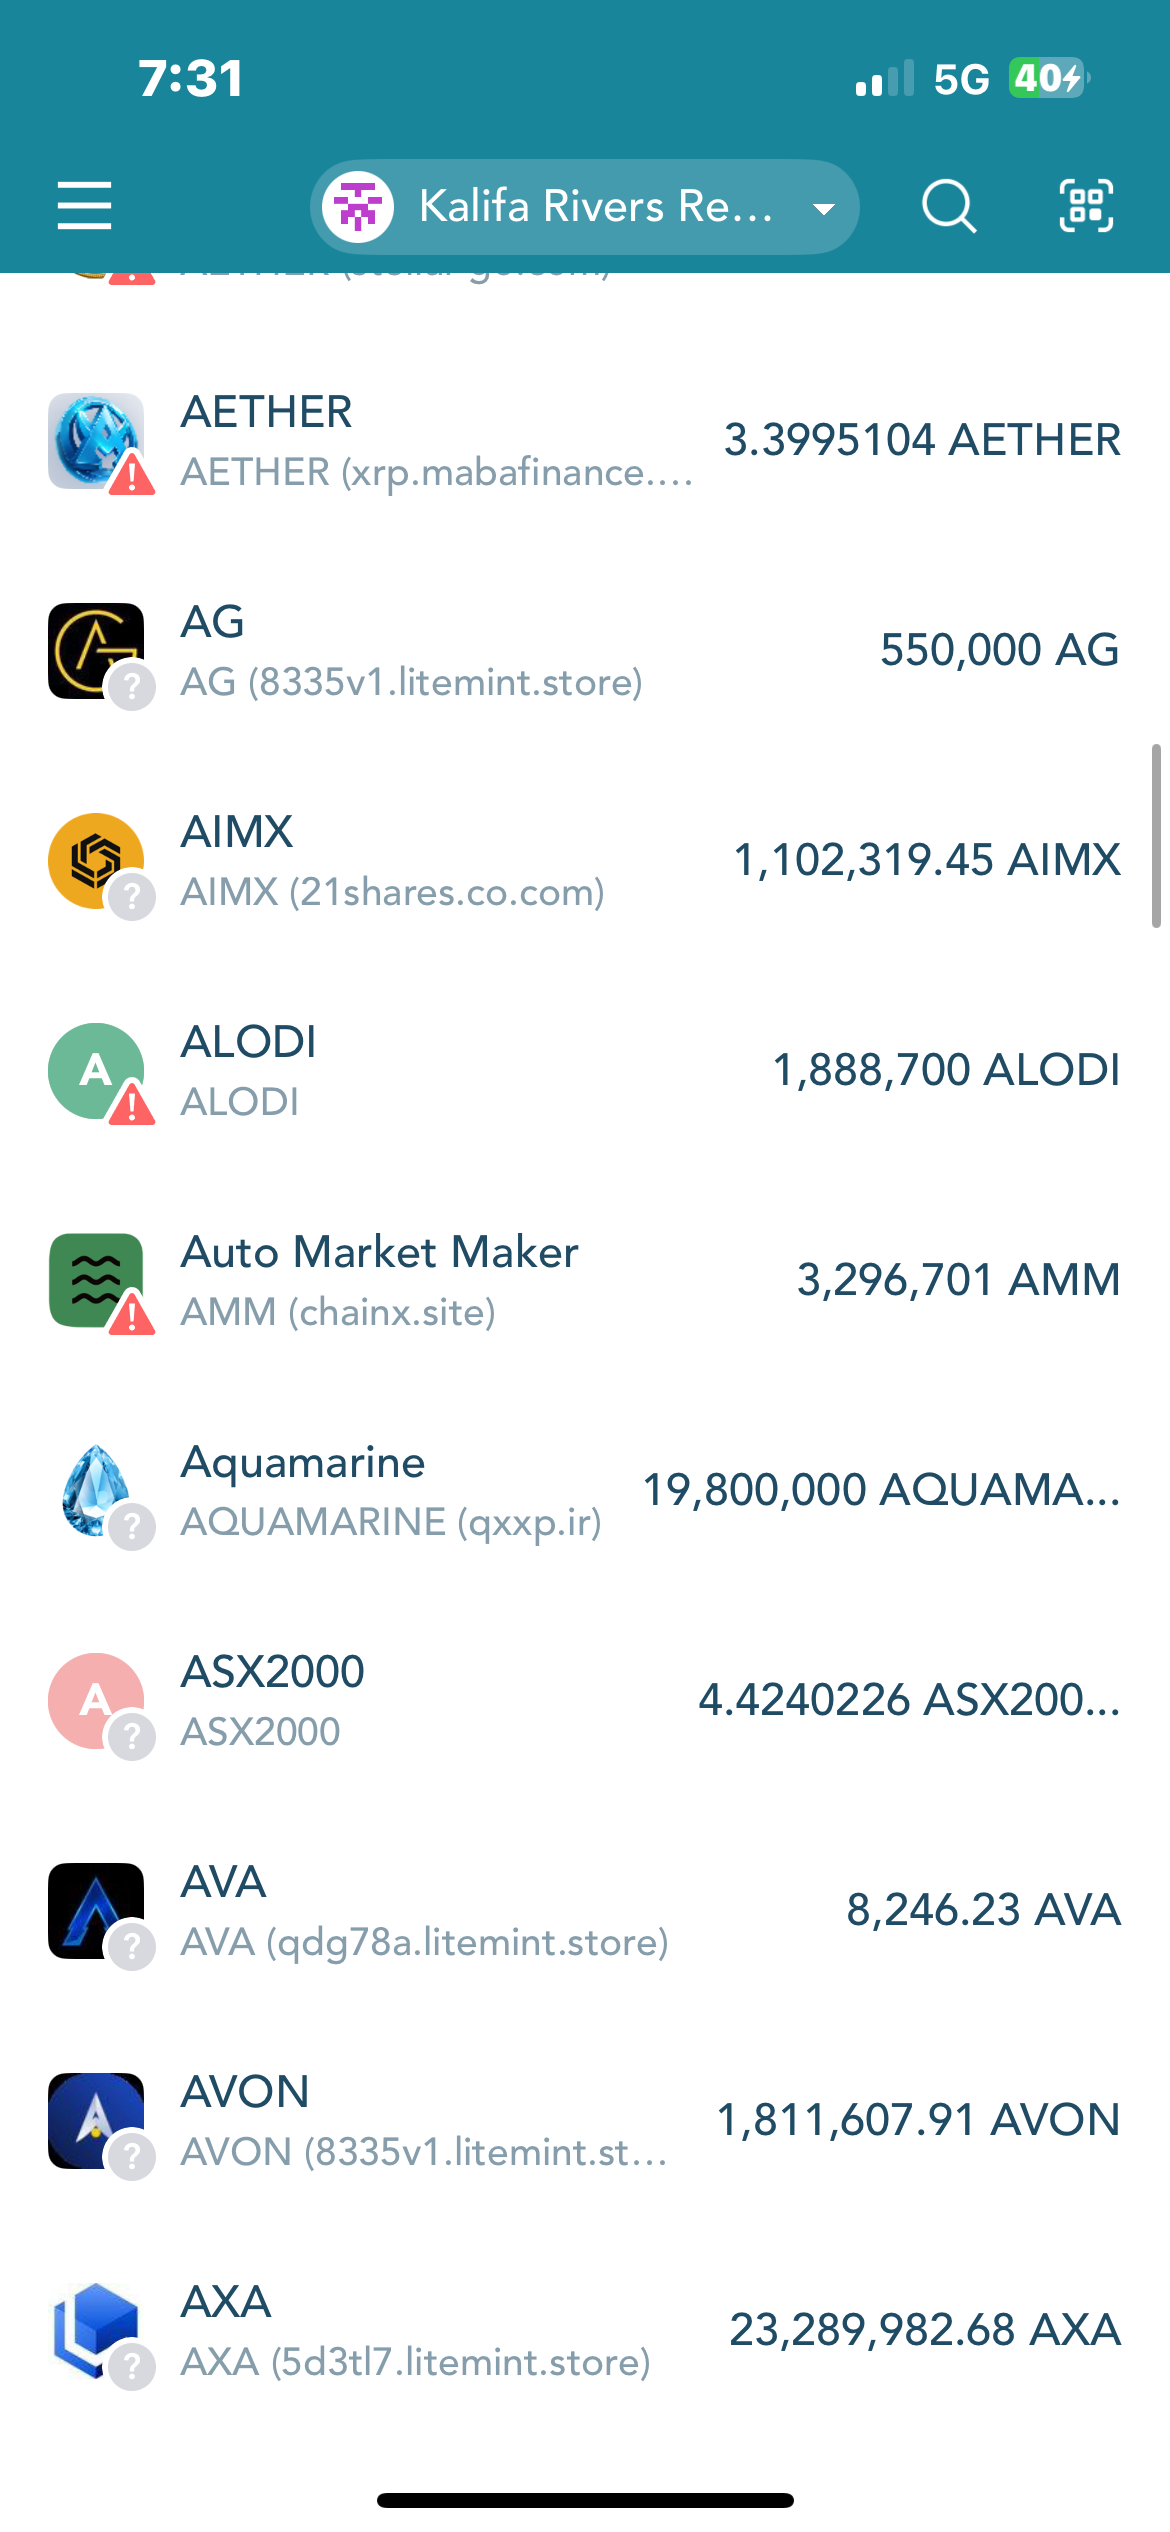 7:31
5G 40
Kalifa Rivers Re...
AETHER
AETHER (xrp.mabafinance....
3.3995104 AETHER
AG
AG (8335v1.litemint.store)
550,000 AG
AIMX
AIMX (21shares.co.com)
1,102,319.45 AIMX
A
ALODI
ALODI
1,888,700 ALODI
Auto Market Maker
AMM (chainx.site)
3,296,701 AMM
Aquamarine
AQUAMARINE (qxxp.ir)
19,800,000 AQUAMA...
A
ASX2000
ASX2000
4.4240226 ASX200...
AVA
AVA (qdg78a.litemint.store)
8,246.23 AVA
AVON
AVON (8335v1.litemint.st...
1,811,607.91 AVON
AXA
AXA (5d3tl7.litemint.store)
23,289,982.68 AXA